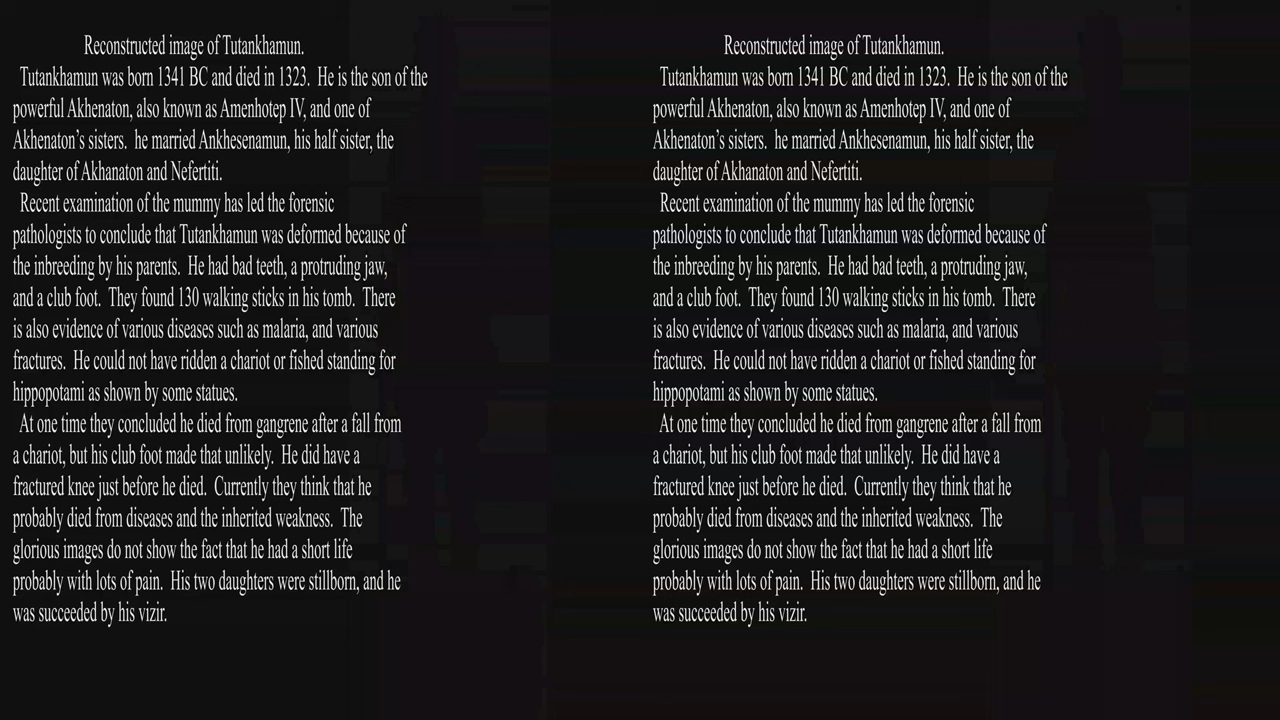 Reconstructed image of Tutankhamun.
Tutankhamun was born 1341 BC and died in 1323. He is the son of the
powerful Akhenaton, also known as Amenhotep IV, and one of
Akhenaton's sisters. he married Ankhesenamun, his half sister, the
daughter of Akhanaton and Nefertiti.
Recent examination of the mummy has led the forensic
pathologists to conclude that Tutankhamun was deformed because of
the inbreeding by his parents. He had bad teeth, a protruding jaw,
and a club foot. They found 130 walking sticks in his tomb. There
is also evidence of various diseases such as malaria, and various
fractures. He could not have ridden a chariot or fished standing for
hippopotami as shown by some statues.
At one time they concluded he died from gangrene after a fall from
a chariot, but his club foot made that unlikely. He did have a
fractured knee just before he died. Currently they think that he
probably died from diseases and the inherited weakness. The
glorious images do not show the fact that he had a short life
probably with lots of pain. His two daughters were stillborn, and he
was succeeded by his vizir.
Reconstructed image of Tutankhamun.
Tutankhamun was born 1341 BC and died in 1323. He is the son of the
powerful Akhenaton, also known as Amenhotep IV, and one of
Akhenaton's sisters. he married Ankhesenamun, his half sister, the
daughter of Akhanaton and Nefertiti.
Recent examination of the mummy has led the forensic
pathologists to conclude that Tutankhamun was deformed because of
the inbreeding by his parents. He had bad teeth, a protruding jaw,
and a club foot. They found 130 walking sticks in his tomb. There
is also evidence of various diseases such as malaria, and various
fractures. He could not have ridden a chariot or fished standing for
hippopotami as shown by some statues.
At one time they concluded he died from gangrene after a fall from
a chariot, but his club foot made that unlikely. He did have a
fractured knee just before he died. Currently they think that he
probably died from diseases and the inherited weakness. The
glorious images do not show the fact that he had a short life
probably with lots of pain. His two daughters were stillborn, and he
was succeeded by his vizir.